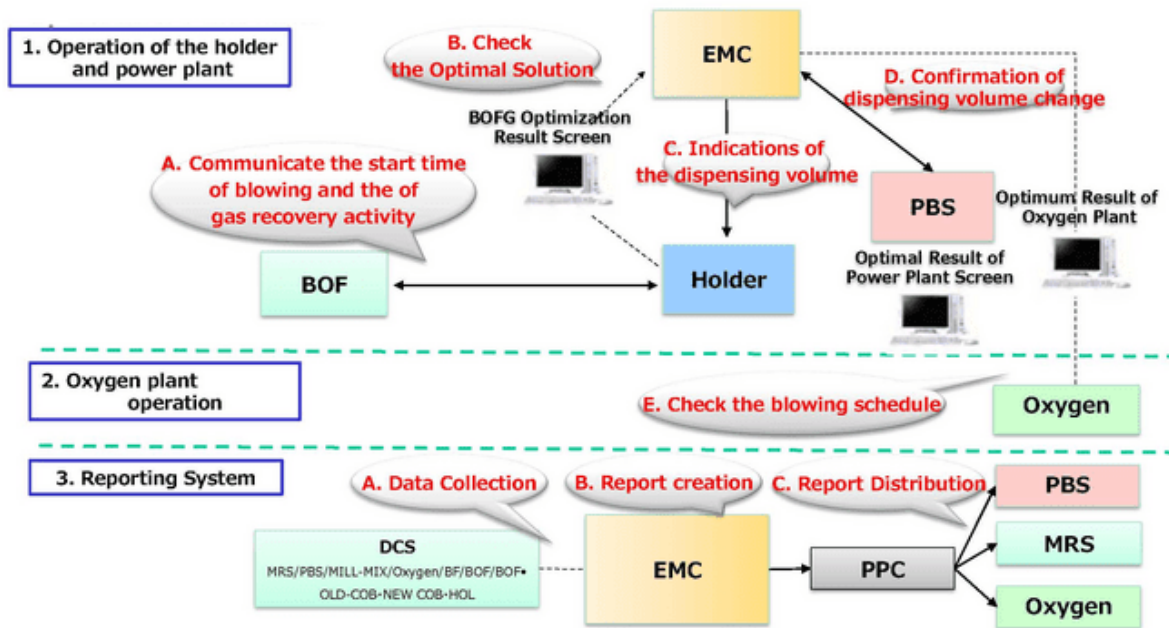 1. Operation of the holder
and power plant
B. Check
the Optimal Solution
EMC
D. Confirmation of
dispensing volume change
BOFG Optimization
Result Screen
A. Communicate the start time
of blowing and the of
gas recovery activity
C. Indications of
the dispensing volume
PBS
Optimum Result of
Oxygen Plant
BOF
Holder
Optimal Result of
Power Plant Screen
2. Oxygen plant
operation
E. Check the blowing schedule
Oxygen
3. Reporting System
A. Data Collection
B. Report creation
C. Report Distribution
PBS
DCS
MRS/PBS/MILL-MIX/Oxygen/BF/BOF/BOF•
OLD-COB-NEW COB-HOL
EMC
PPC
MRS
Oxygen